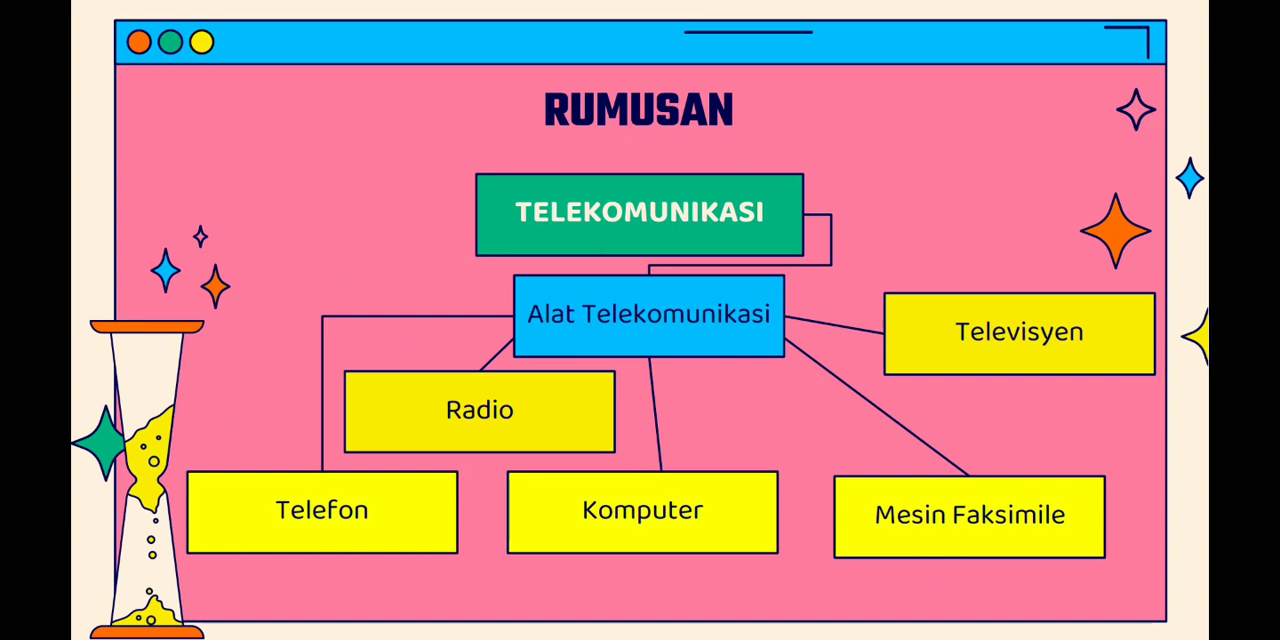 RUMUSAN
TELEKOMUNIKASI
Alat Telekomunikasi
Televisyen
Radio
Telefon
Komputer
Mesin Faksimile